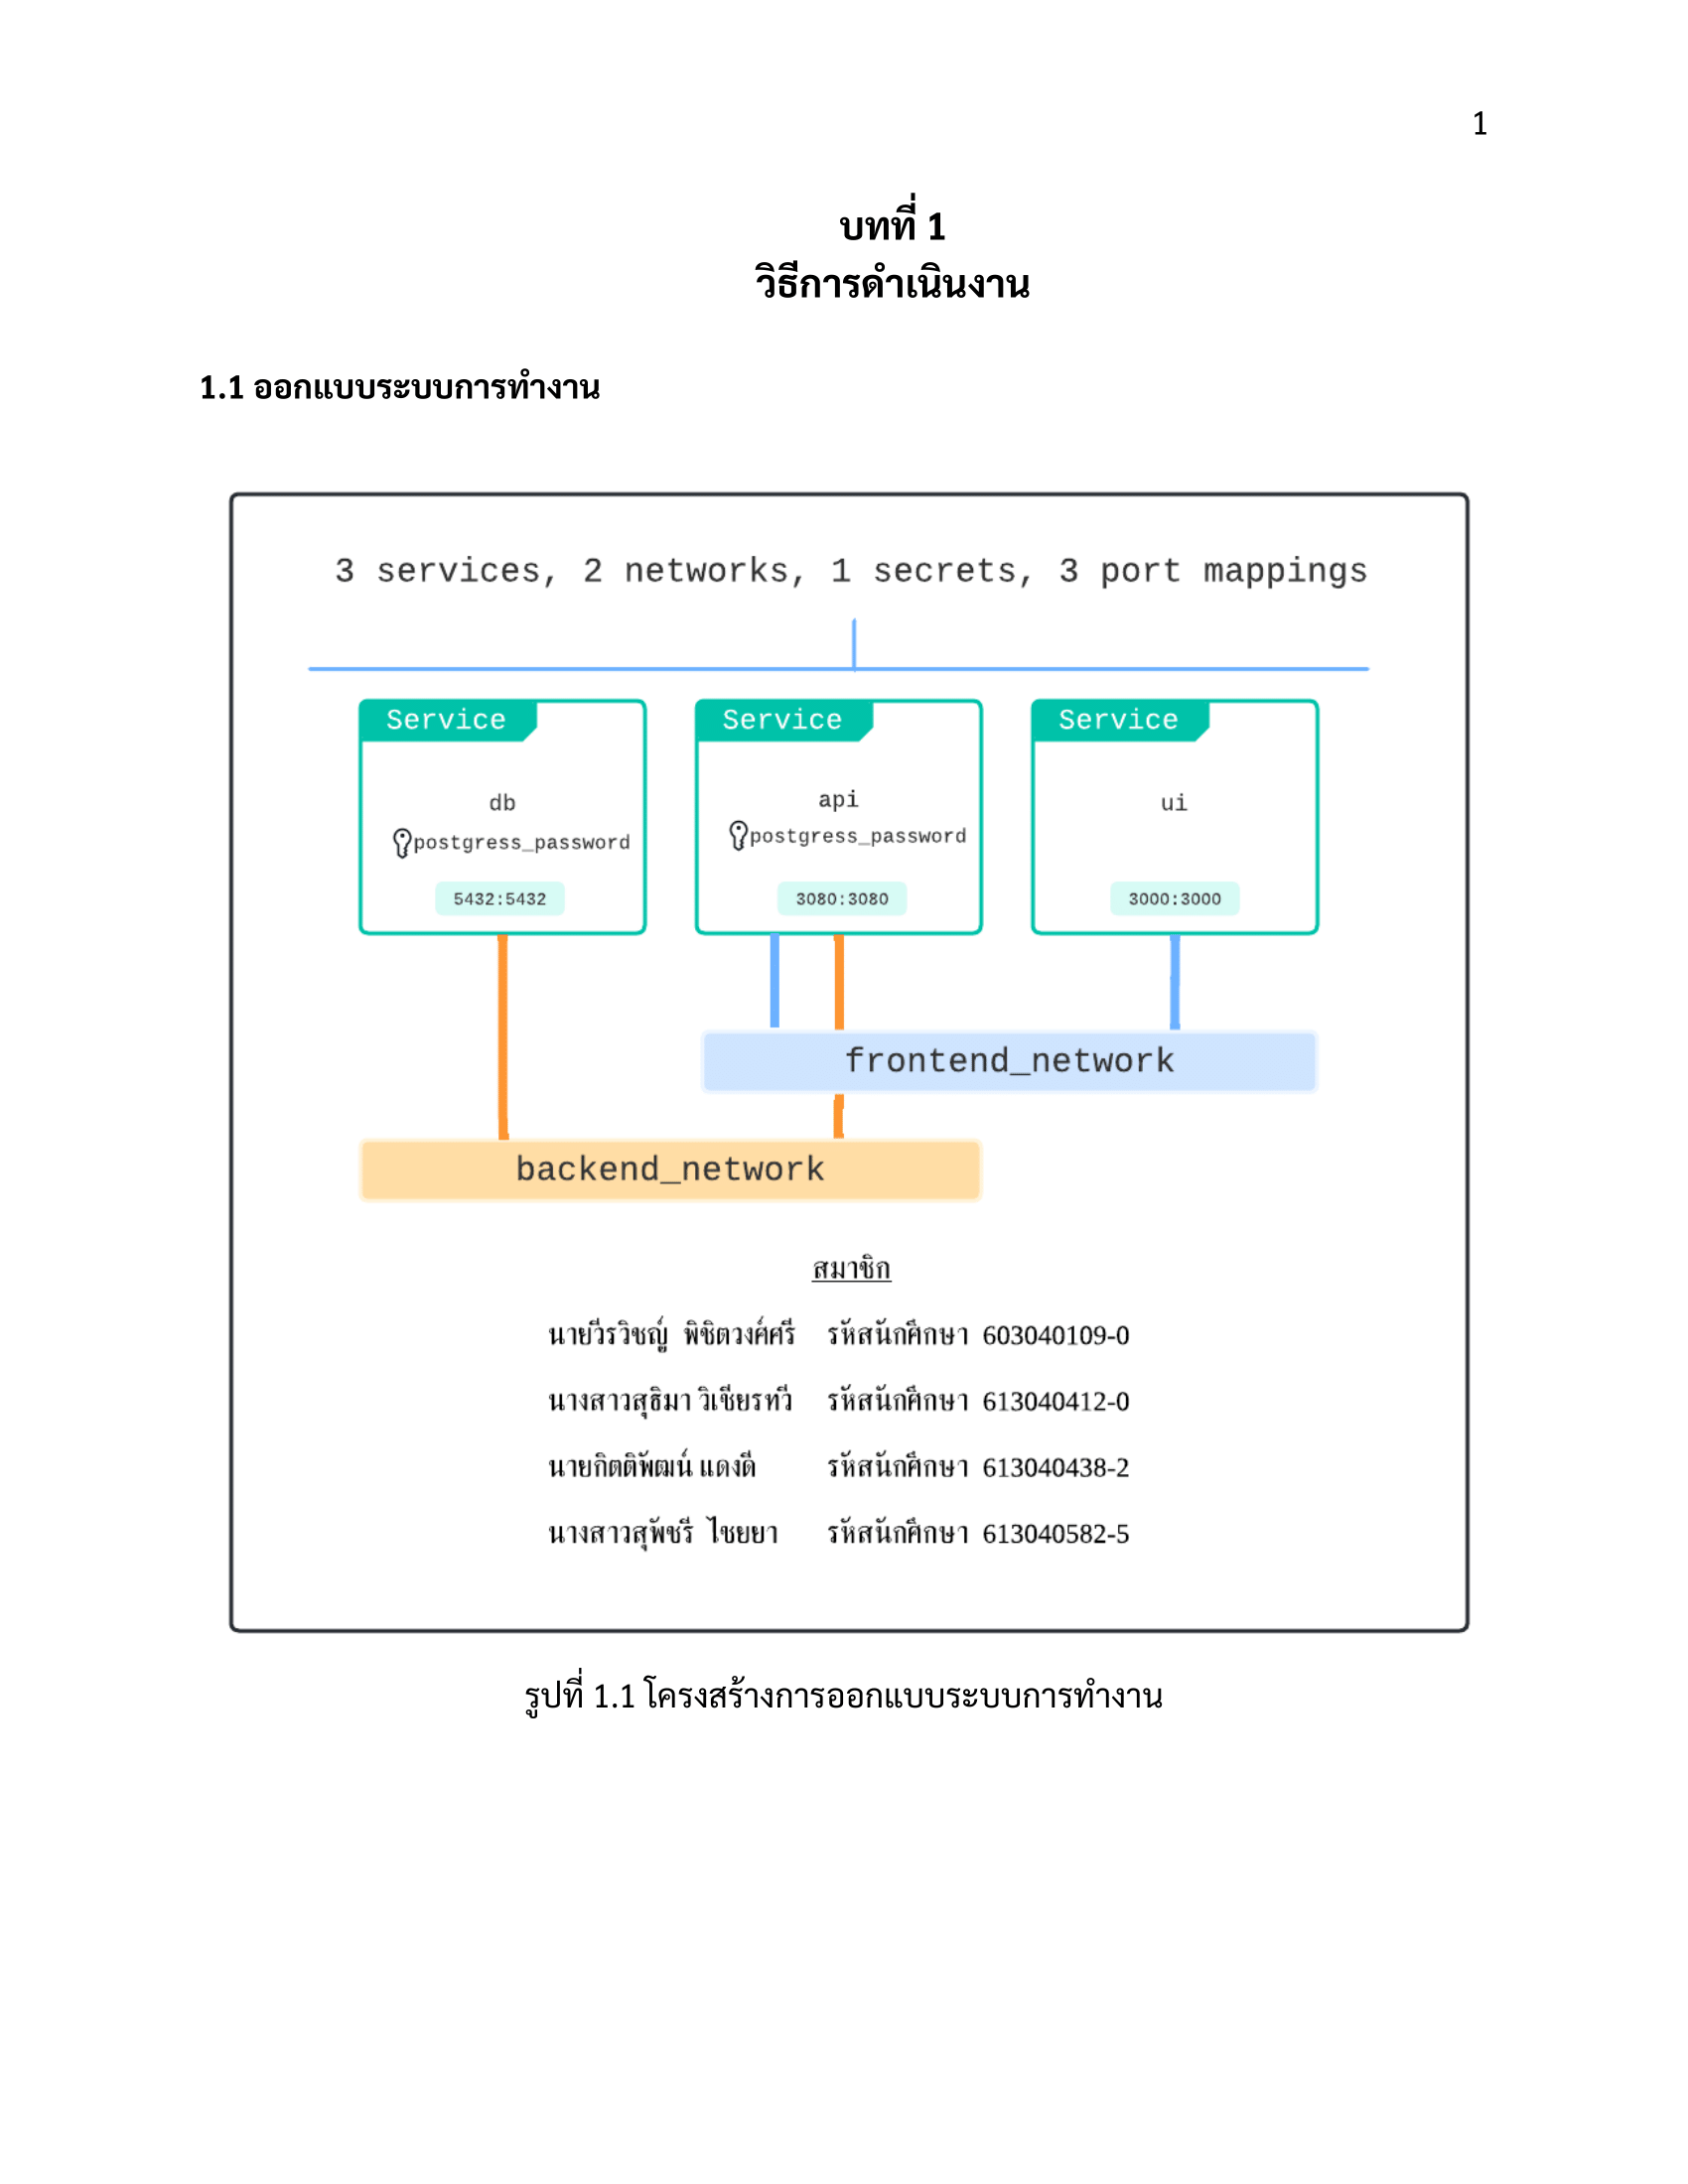 1
บทที่ 1
วิธีการดำเนินงาน
1.1 ออกแบบระบบการทำงาน
3 services, 2 networks, 1 secrets, 3 port mappings
Service Service Service
db api ui
postgress_password postgress_password
5432:5432 3080:3080 3000:3000
frontend_network
backend_network
สมาชิก
นายวีรวิชญ์ พิชิตวงศ์ศรี รหัสนักศึกษา 603040109-0
นางสาวสุธิมา วิเชียรทวี รหัสนักศึกษา 613040412-0
นายกิตติพัฒน์ แดงดี รหัสนักศึกษา 613040438-2
นางสาวสุพัชรี ไชยยา รหัสนักศึกษา 613040582-5
รูปที่ 1.1 โครงสร้างการออกแบบระบบการทำงาน